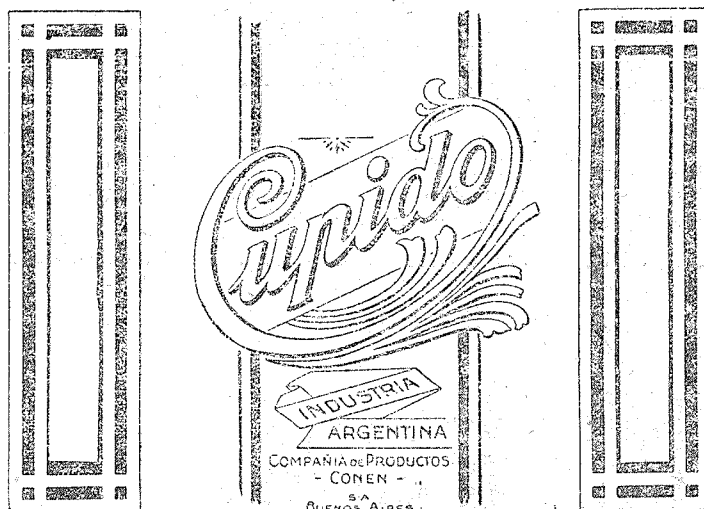 Cupido
INDUSTRIA
ARGENTINA
COMPAÑIA DE PRODUCTOS
- CONEN -
S A
BUENOS AIRES